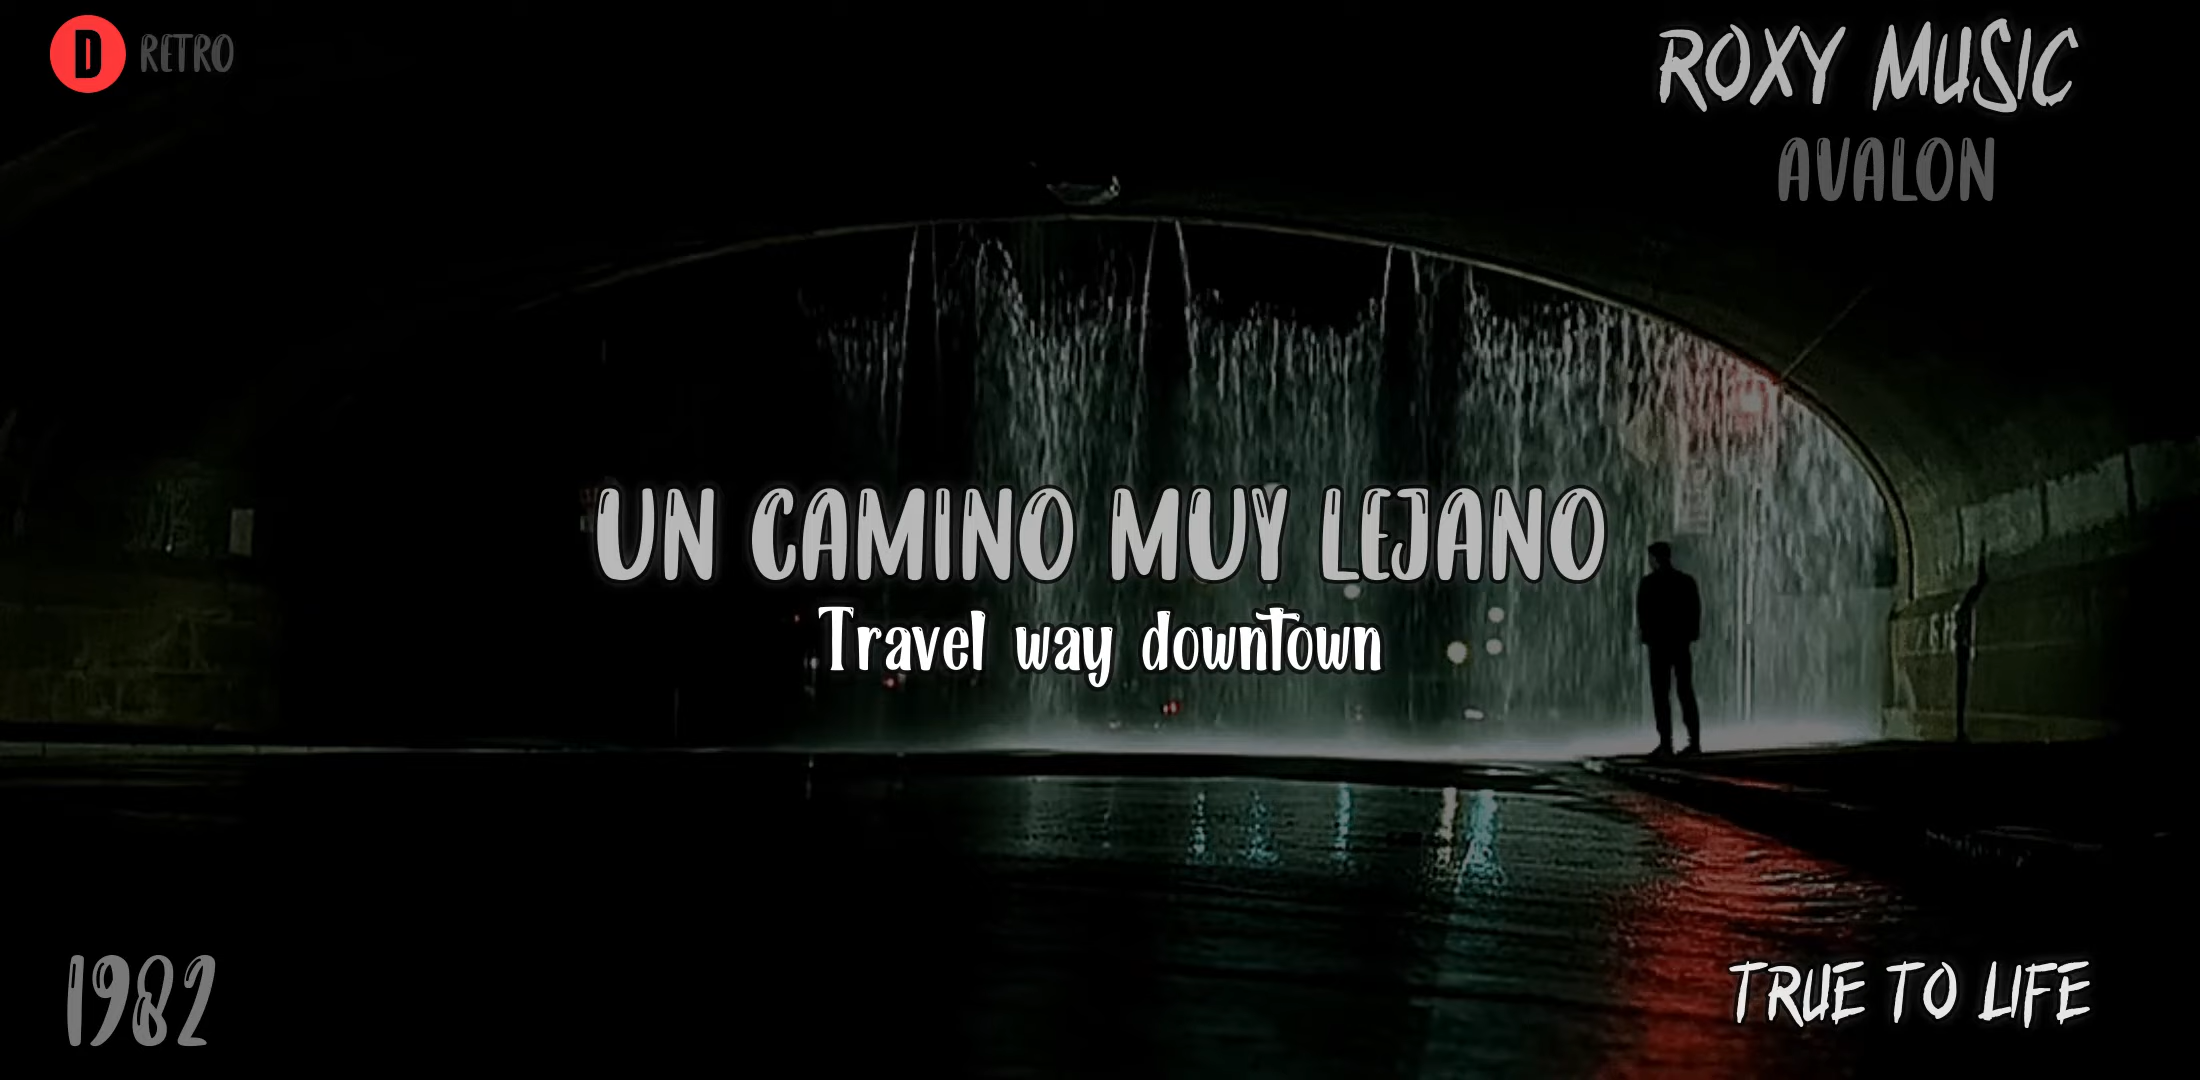 D RETRO
ROXY MUSIC
AVALON
UN CAMINO MUY LEJANO
Travel way downtown
1982
TRUE TO LIFE